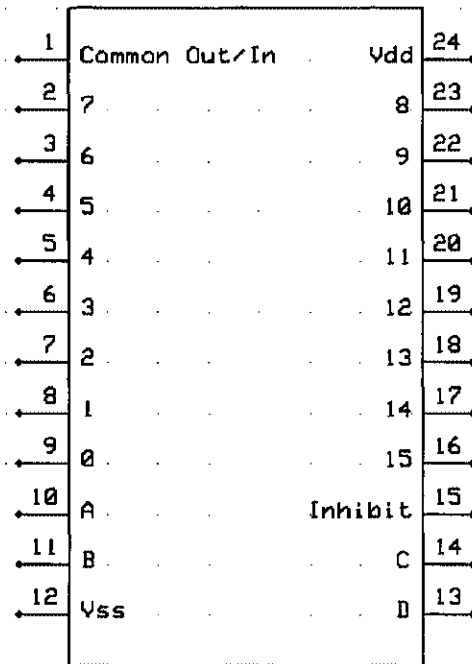 1 Common Out/In Vdd 24
2 7 8 23
3 6 9 22
4 5 10 21
5 4 11 20
6 3 12 19
7 2 13 18
8 1 14 17
9 0 15 16
10 A Inhibit 15
11 B C 14
12 Vss D 13